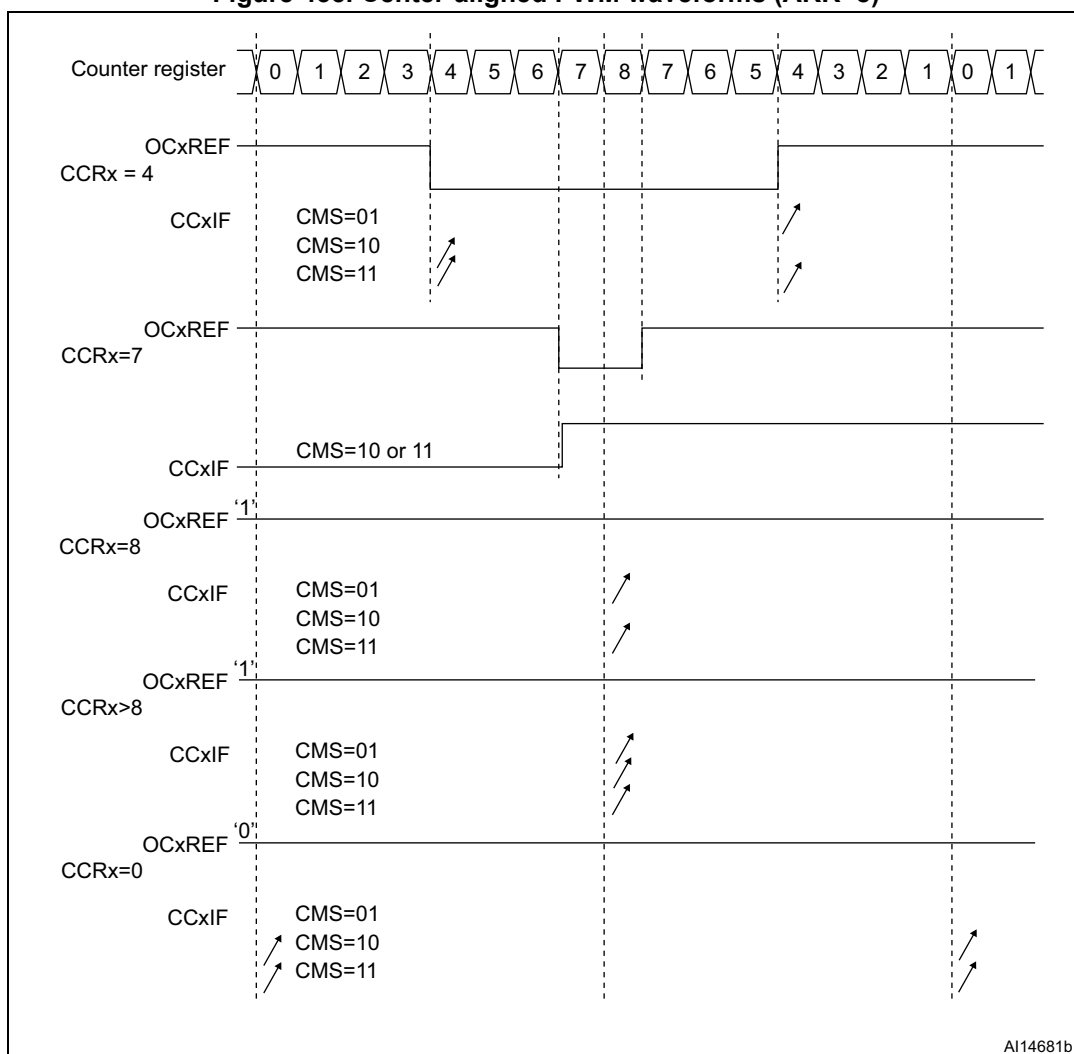 Counter register 0 1 2 3 4 5 6 7 8 7 6 5 4 3 2 1 0 1
OCxREF
CCRx = 4
CCxIF
CMS=01
CMS=10
CMS=11
OCxREF
CCRx=7
CMS=10 or 11
CCxIF
OCxREF '1'
CCRx=8
CCxIF
CMS=01
CMS=10
CMS=11
OCxREF '1'
CCRx>8
CCxIF
CMS=01
CMS=10
CMS=11
OCxREF '0'
CCRx=0
CCxIF
CMS=01
CMS=10
CMS=11
AI14681b